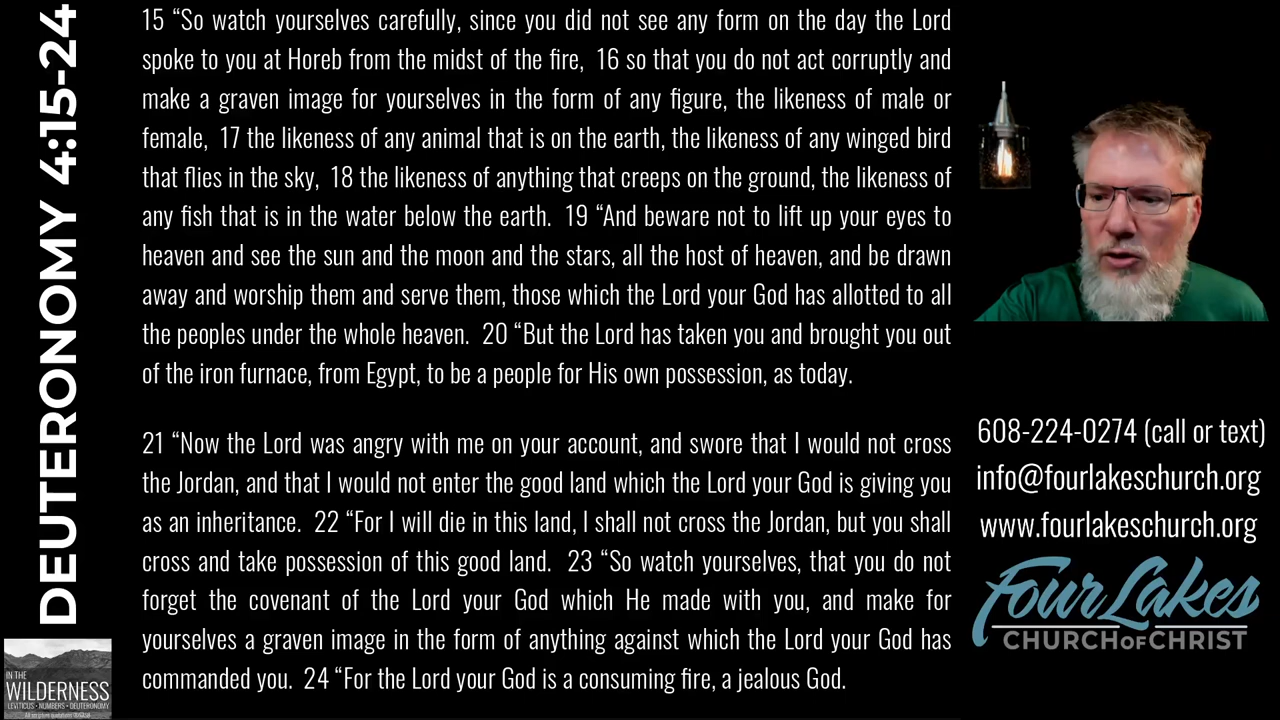 DEUTERONOMY 4:15-24
15 “So watch yourselves carefully, since you did not see any form on the day the Lord
spoke to you at Horeb from the midst of the fire, 16 so that you do not act corruptly and
make a graven image for yourselves in the form of any figure, the likeness of male or
female, 17 the likeness of any animal that is on the earth, the likeness of any winged bird
that flies in the sky, 18 the likeness of anything that creeps on the ground, the likeness of
any fish that is in the water below the earth. 19 “And beware not to lift up your eyes to
heaven and see the sun and the moon and the stars, all the host of heaven, and be drawn
away and worship them and serve them, those which the Lord your God has allotted to all
the peoples under the whole heaven. 20 “But the Lord has taken you and brought you out
of the iron furnace, from Egypt, to be a people for His own possession, as today.
21 “Now the Lord was angry with me on your account, and swore that I would not cross
the Jordan, and that I would not enter the good land which the Lord your God is giving you
as an inheritance. 22 “For I will die in this land, I shall not cross the Jordan, but you shall
cross and take possession of this good land. 23 “So watch yourselves, that you do not
forget the covenant of the Lord your God which He made with you, and make for
yourselves a graven image in the form of anything against which the Lord your God has
commanded you. 24 “For the Lord your God is a consuming fire, a jealous God.
608-224-0274 (call or text)
info@fourlakeschurch.org
www.fourlakeschurch.org
Four Lakes
CHURCH OF CHRIST
IN THE
WILDERNESS
LEVITICUS • NUMBERS • DEUTERONOMY